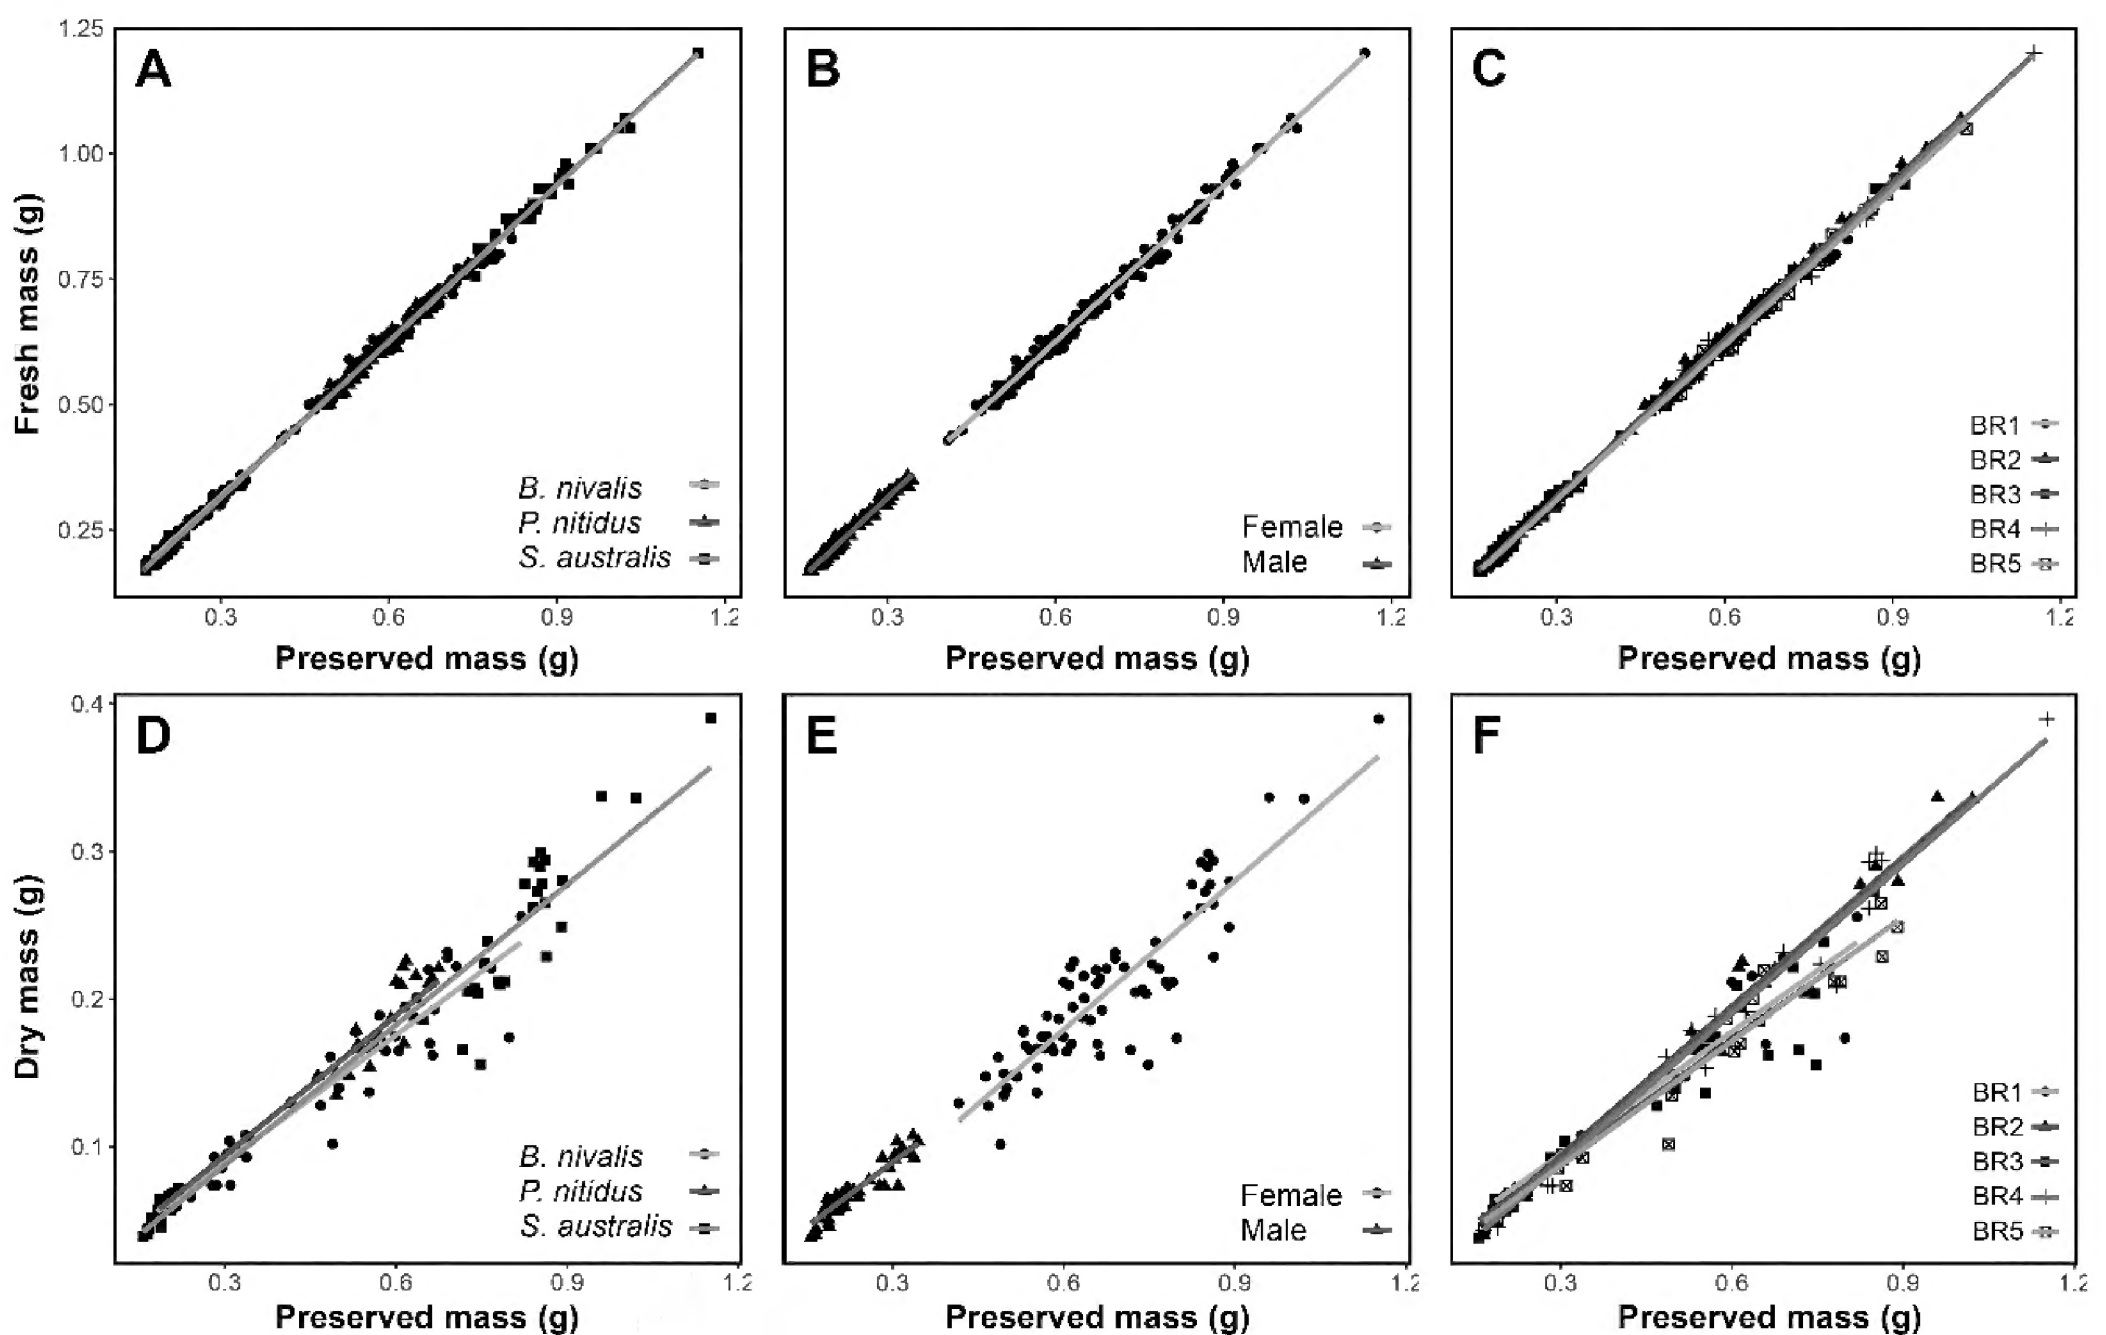 1.25
1.00
0.75
0.50
0.25
Fresh mass (g)
A
B. nivalis
P. nitidus
S. australis
0.3 0.6 0.9 1.2
Preserved mass (g)
B
Female
Male
0.3 0.6 0.9 1.2
Preserved mass (g)
C
BR1
BR2
BR3
BR4
BR5
0.3 0.6 0.9 1.2
Preserved mass (g)
0.4
0.3
0.2
0.1
Dry mass (g)
D
B. nivalis
P. nitidus
S. australis
0.3 0.6 0.9 1.2
Preserved mass (g)
E
Female
Male
0.3 0.6 0.9 1.2
Preserved mass (g)
F
BR1
BR2
BR3
BR4
BR5
0.3 0.6 0.9 1.2
Preserved mass (g)